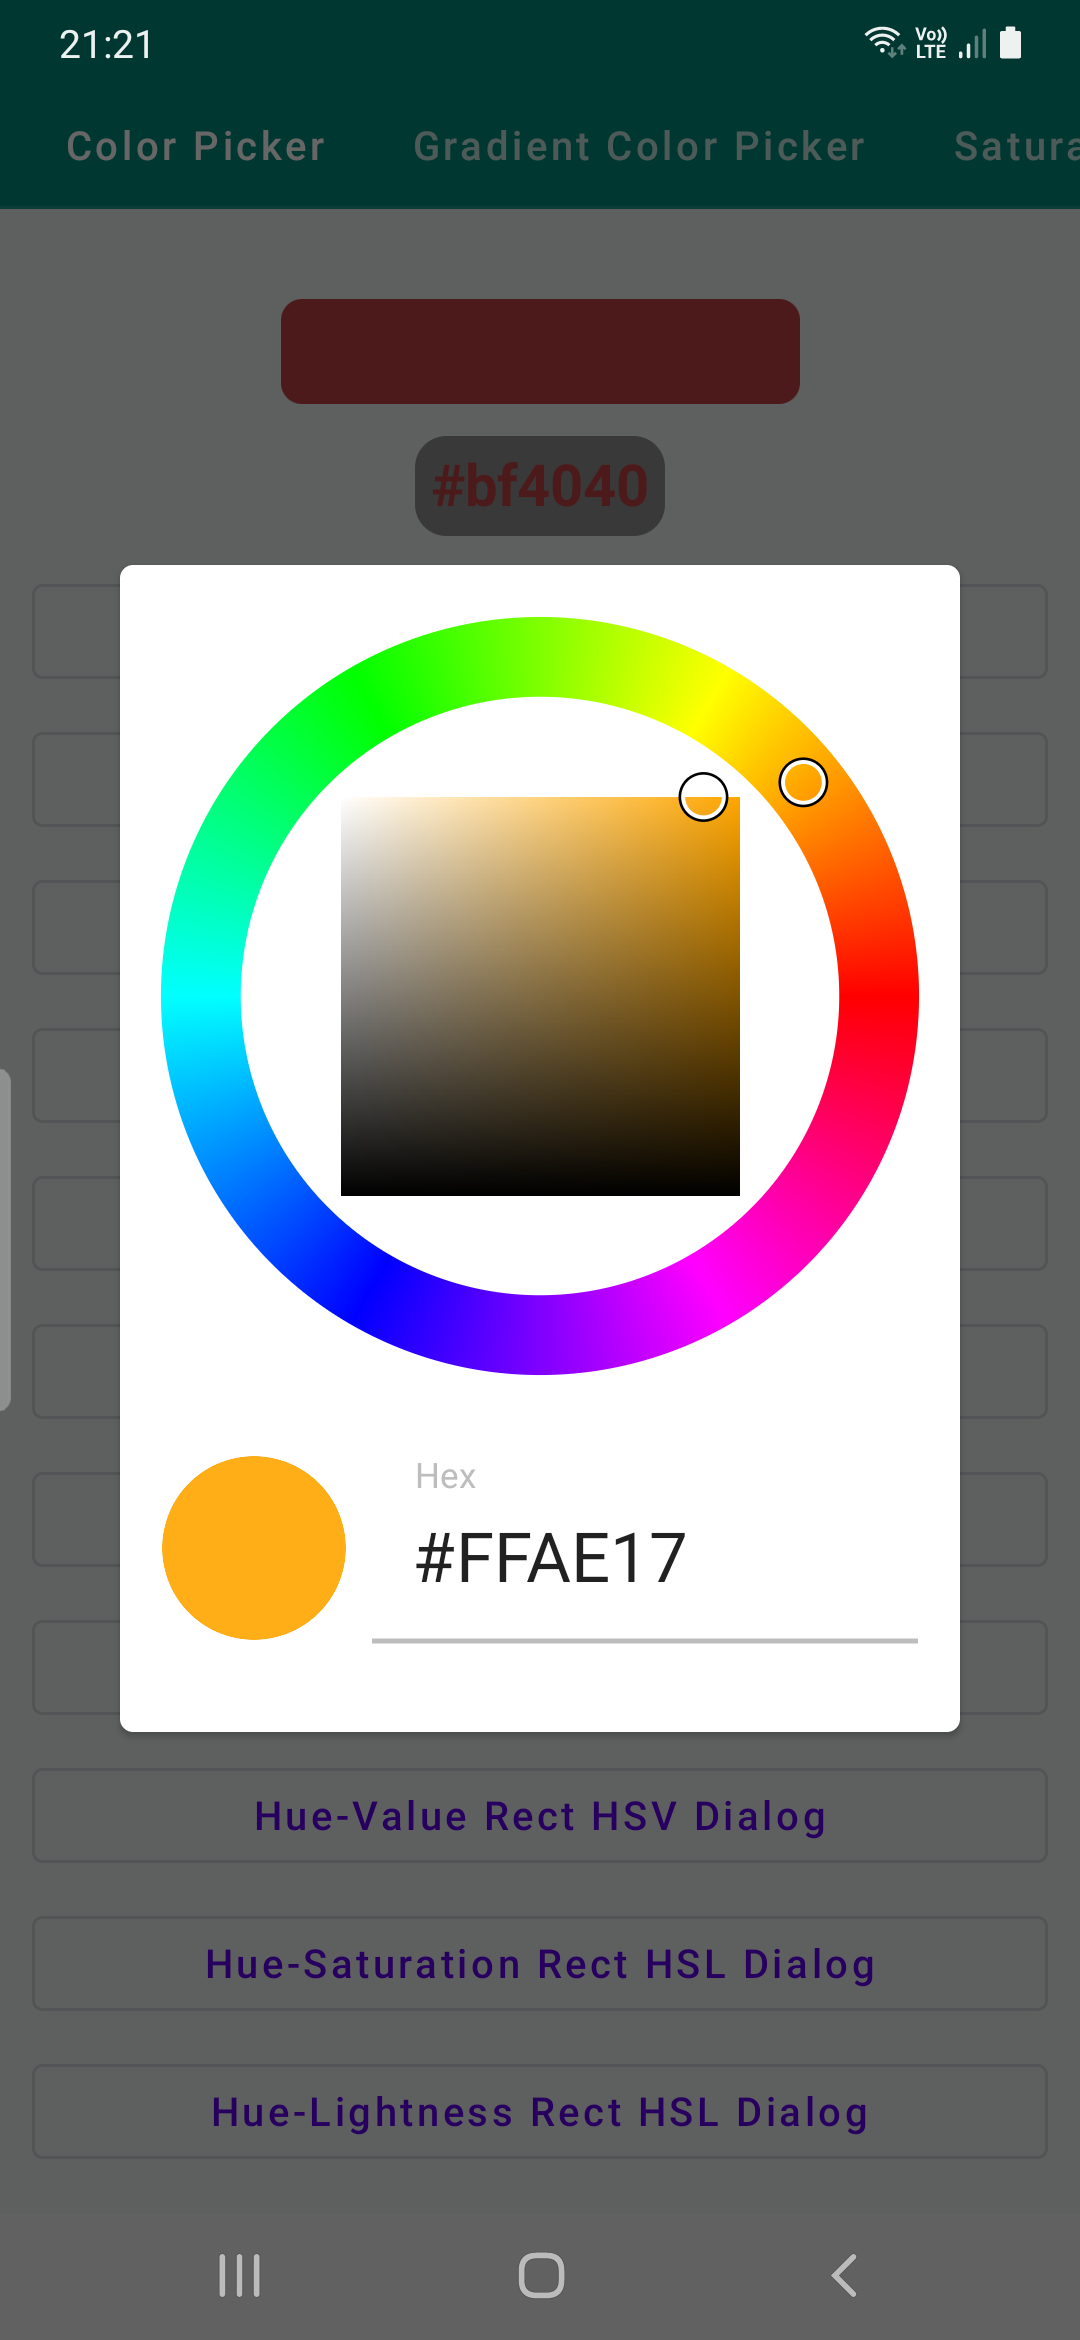 21:21
Vo))
LTE
Color Picker Gradient Color Picker Satura
#bf4040
Hex
#FFAE17
Hue-Value Rect HSV Dialog
Hue-Saturation Rect HSL Dialog
Hue-Lightness Rect HSL Dialog